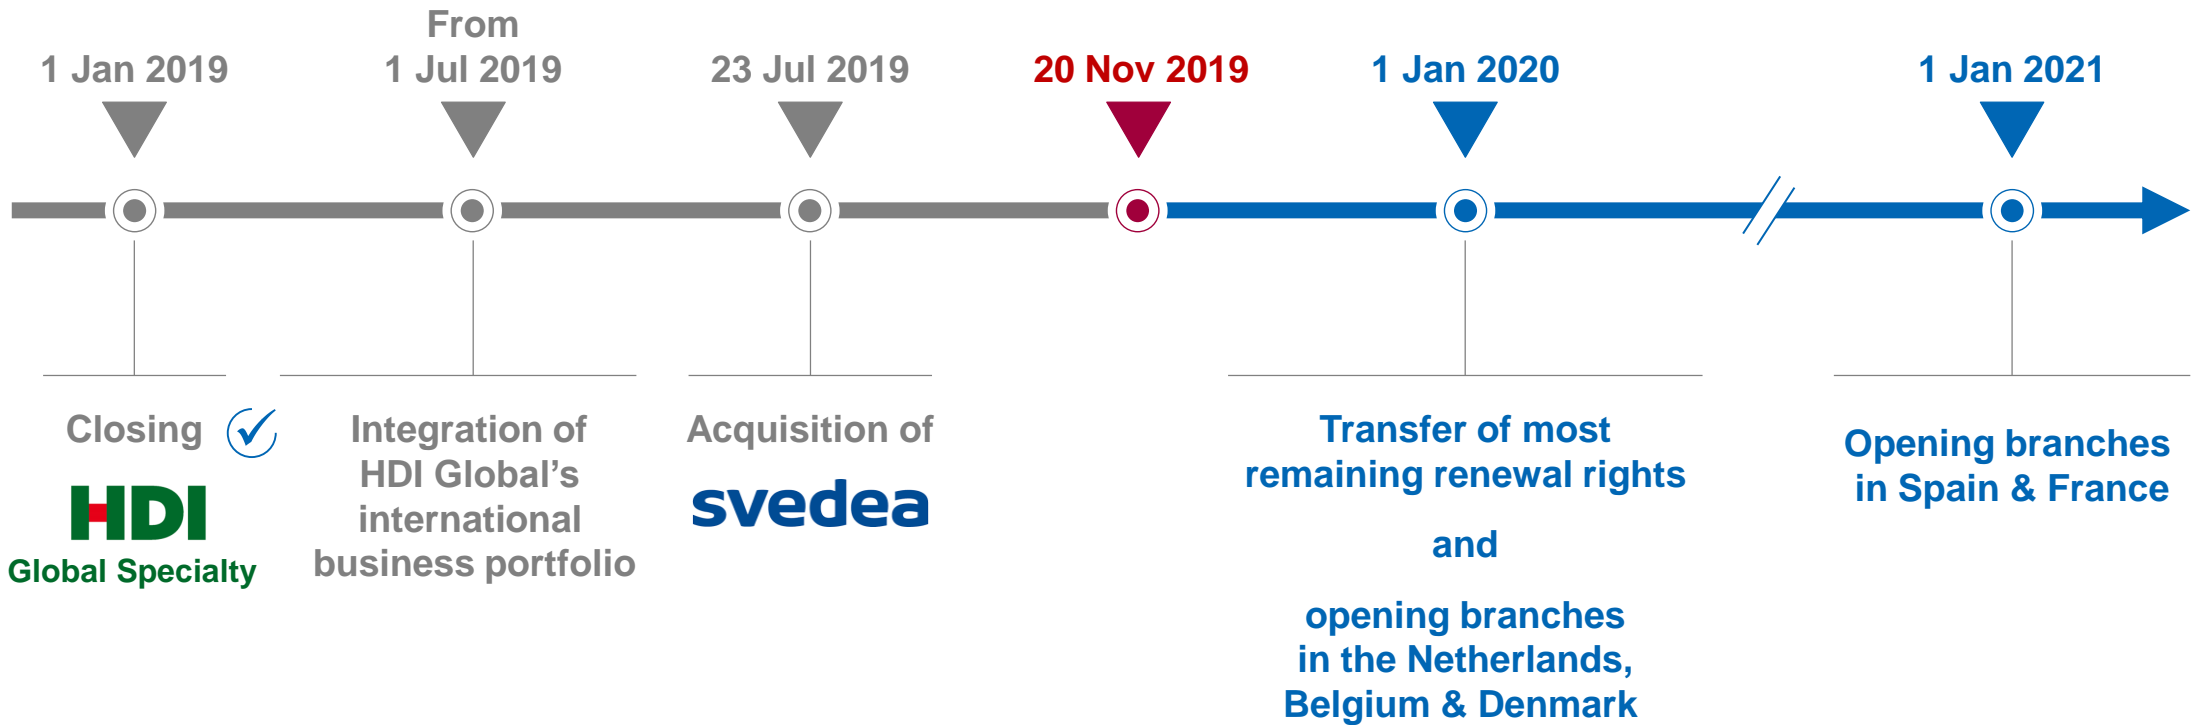 From
1 Jan 2019
1 Jul 2019
23 Jul 2019
20 Nov 2019
1 Jan 2020
1 Jan 2021
Closing
HDI
Global Specialty
Integration of
HDI Global’s
international
business portfolio
Acquisition of
svedea
Transfer of most
remaining renewal rights
and
opening branches
in the Netherlands,
Belgium & Denmark
Opening branches
in Spain & France